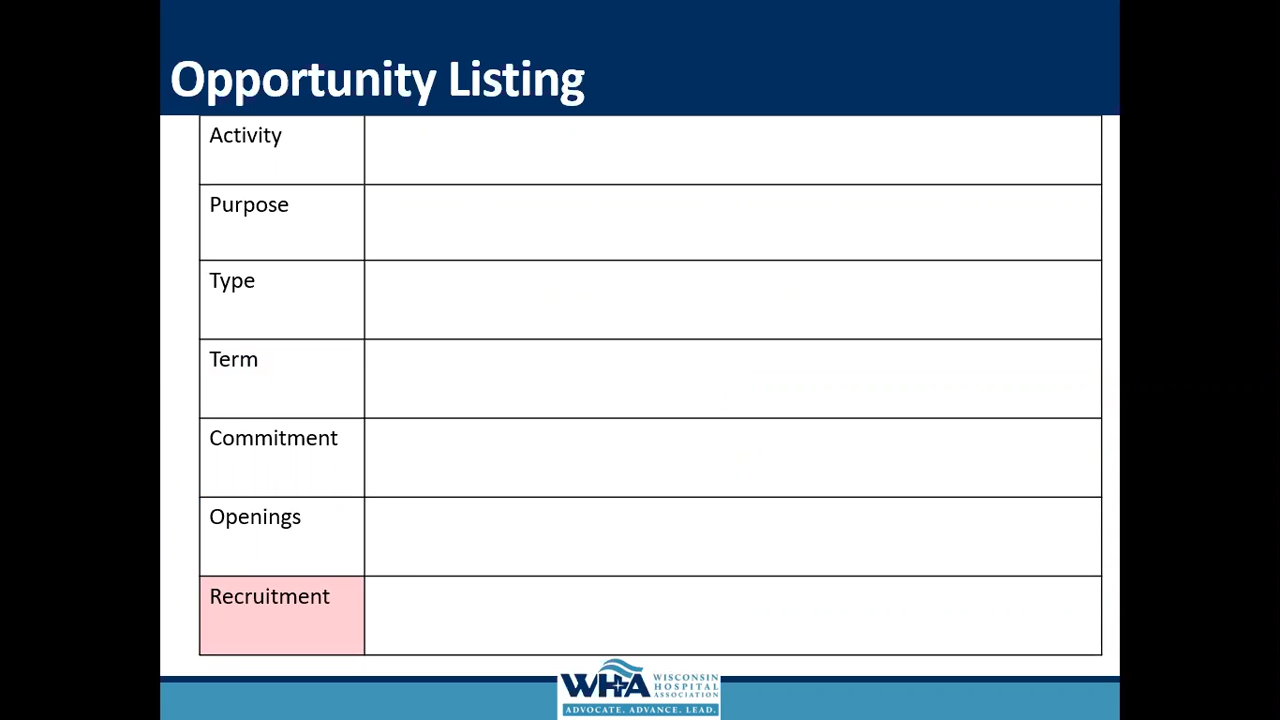 Opportunity Listing
Activity
Purpose
Type
Term
Commitment
Openings
Recruitment
WHA WISCONSIN
HOSPITAL
ASSOCIATION
ADVOCATE. ADVANCE. LEAD.